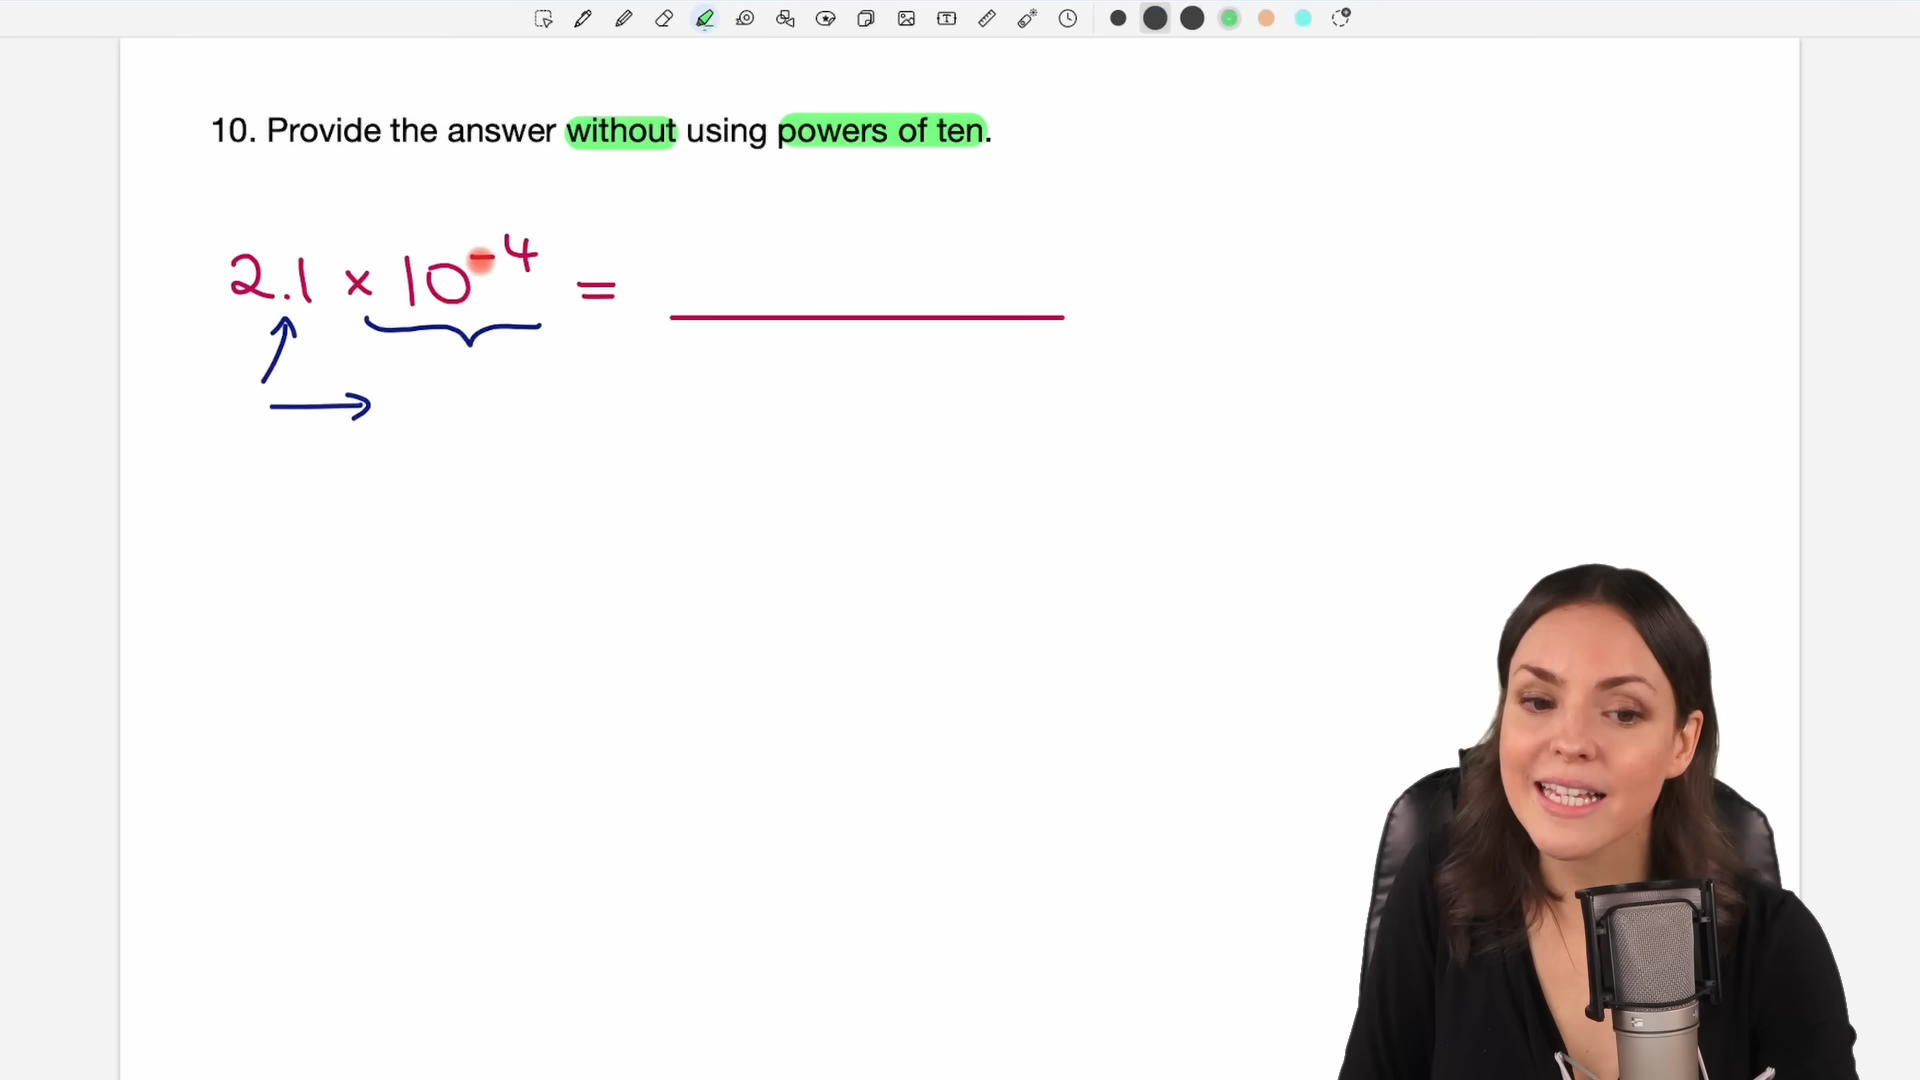 10. Provide the answer without using powers of ten.
2.1 × 10⁻⁴ =